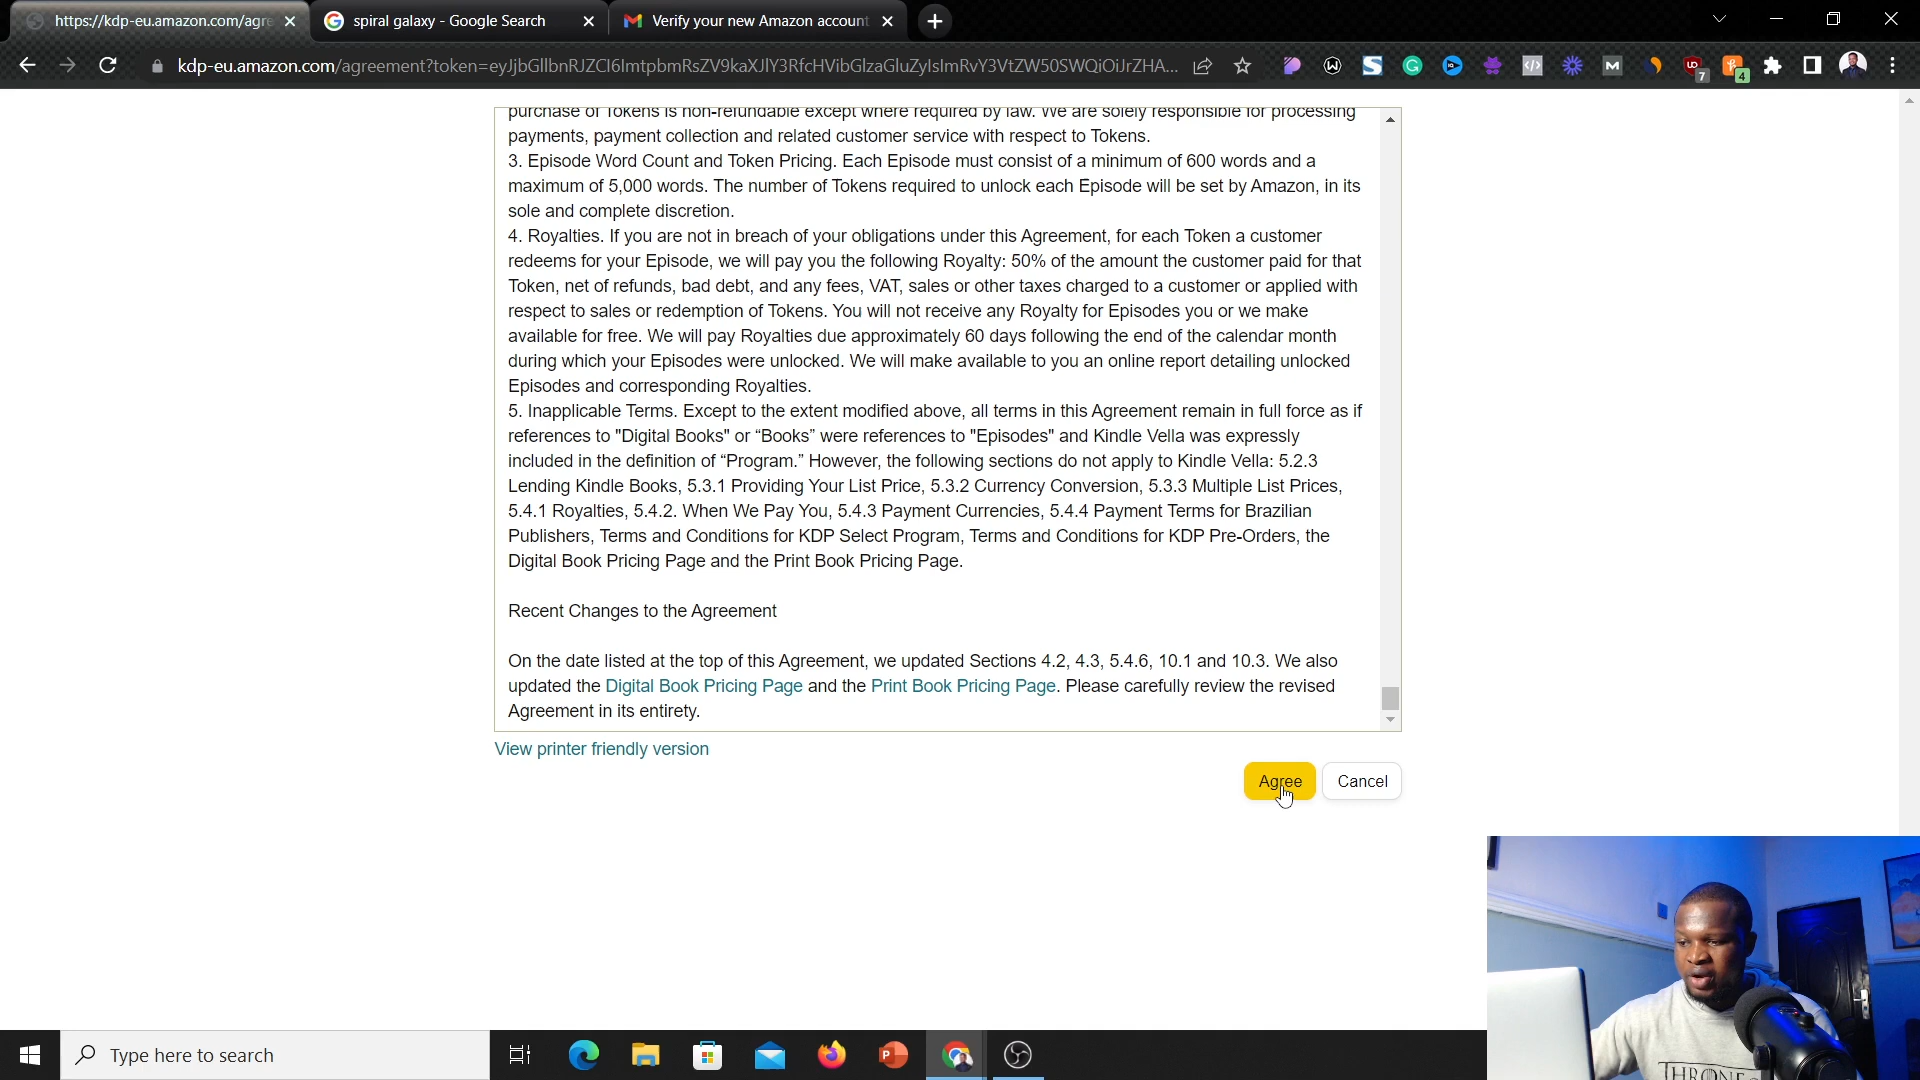 https://kdp-eu.amazon.com/agre
spiral galaxy - Google Search
Verify your new Amazon account
kdp-eu.amazon.com/agreement?token=eyJjbGllbnRJZCI6ImtpbmRsZV9kaXJlY3RfcHVibGlzaGluZyIsImRvY3VtZW50SWQiOiJrZHA...
7
4
purchase of Tokens is non-refundable except where required by law. We are solely responsible for processing
payments, payment collection and related customer service with respect to Tokens.
3. Episode Word Count and Token Pricing. Each Episode must consist of a minimum of 600 words and a
maximum of 5,000 words. The number of Tokens required to unlock each Episode will be set by Amazon, in its
sole and complete discretion.
4. Royalties. If you are not in breach of your obligations under this Agreement, for each Token a customer
redeems for your Episode, we will pay you the following Royalty: 50% of the amount the customer paid for that
Token, net of refunds, bad debt, and any fees, VAT, sales or other taxes charged to a customer or applied with
respect to sales or redemption of Tokens. You will not receive any Royalty for Episodes you or we make
available for free. We will pay Royalties due approximately 60 days following the end of the calendar month
during which your Episodes were unlocked. We will make available to you an online report detailing unlocked
Episodes and corresponding Royalties.
5. Inapplicable Terms. Except to the extent modified above, all terms in this Agreement remain in full force as if
references to "Digital Books" or “Books” were references to "Episodes" and Kindle Vella was expressly
included in the definition of “Program.” However, the following sections do not apply to Kindle Vella: 5.2.3
Lending Kindle Books, 5.3.1 Providing Your List Price, 5.3.2 Currency Conversion, 5.3.3 Multiple List Prices,
5.4.1 Royalties, 5.4.2. When We Pay You, 5.4.3 Payment Currencies, 5.4.4 Payment Terms for Brazilian
Publishers, Terms and Conditions for KDP Select Program, Terms and Conditions for KDP Pre-Orders, the
Digital Book Pricing Page and the Print Book Pricing Page.
Recent Changes to the Agreement
On the date listed at the top of this Agreement, we updated Sections 4.2, 4.3, 5.4.6, 10.1 and 10.3. We also
updated the Digital Book Pricing Page and the Print Book Pricing Page. Please carefully review the revised
Agreement in its entirety.
View printer friendly version
Agree
Cancel
Type here to search
THRONE